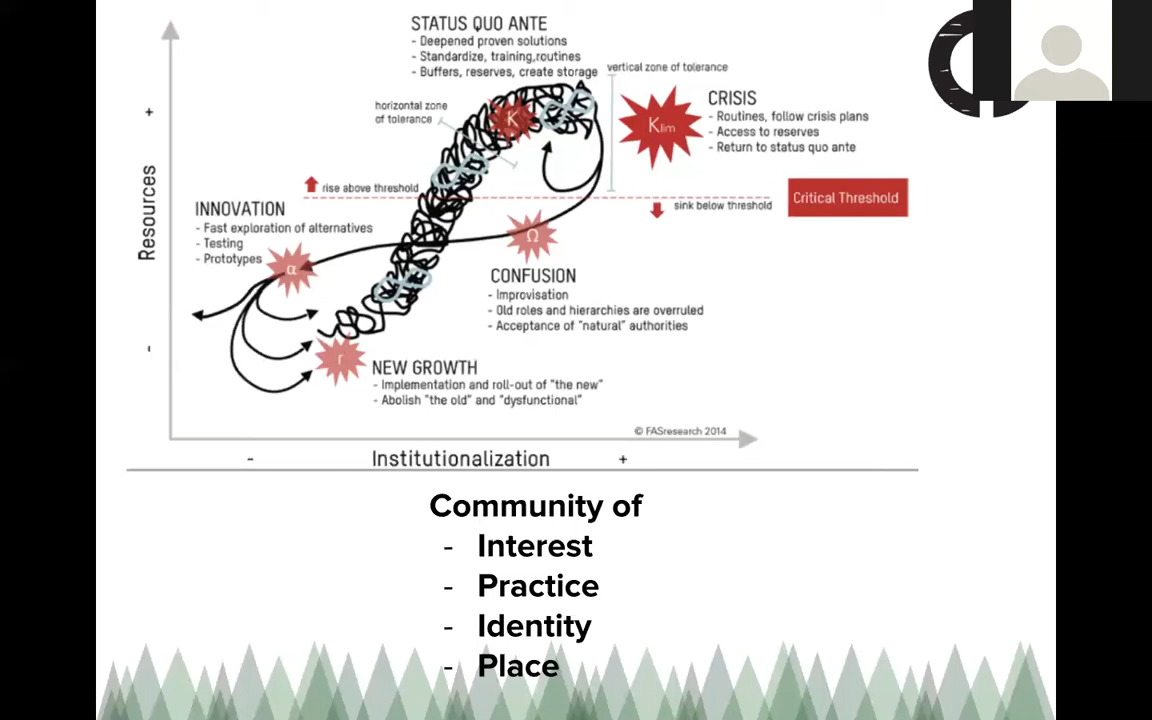 STATUS QUO ANTE
- Deepened proven solutions
- Standardize, training,routines
- Buffers, reserves, create storage
vertical zone of tolerance
horizontal zone
of tolerance
K
Klim
CRISIS
- Routines, follow crisis plans
- Access to reserves
- Return to status quo ante
+
Resources
-
rise above threshold
sink below threshold
Critical Threshold
INNOVATION
- Fast exploration of alternatives
- Testing
- Prototypes
α
Ω
CONFUSION
- Improvisation
- Old roles and hierarchies are overruled
- Acceptance of "natural" authorities
r
NEW GROWTH
- Implementation and roll-out of "the new"
- Abolish "the old" and "dysfunctional"
© FASresearch 2014
- Institutionalization +
Community of
- Interest
- Practice
- Identity
- Place